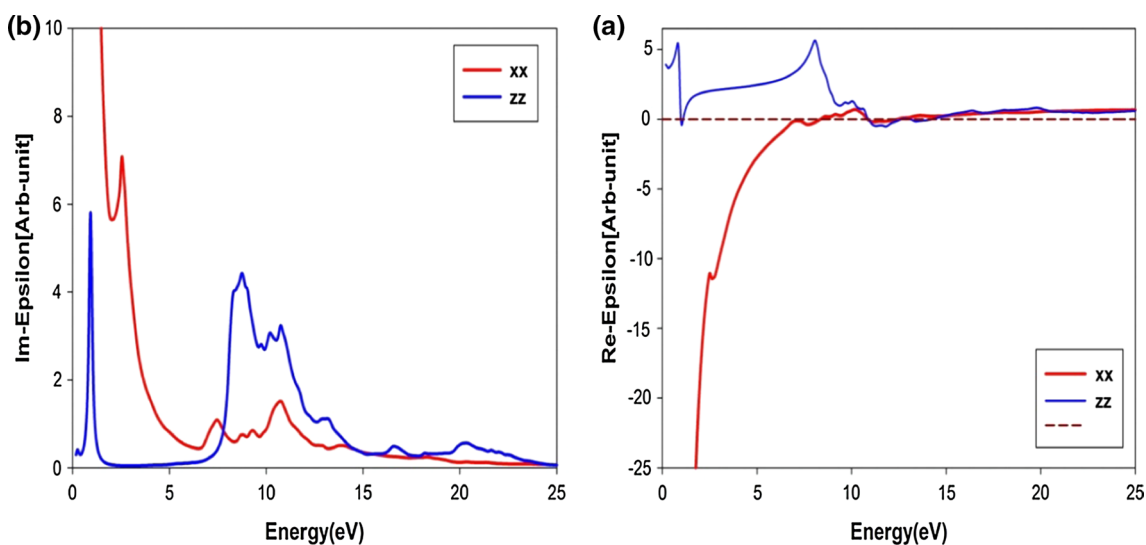 (b)
Im-Epsilon[Arb-unit]
10
8
6
4
2
0
xx
zz
0 5 10 15 20 25
Energy(eV)
(a)
Re-Epsilon[Arb-unit]
5
0
-5
-10
-15
-20
-25
xx
zz
0 5 10 15 20 25
Energy(eV)